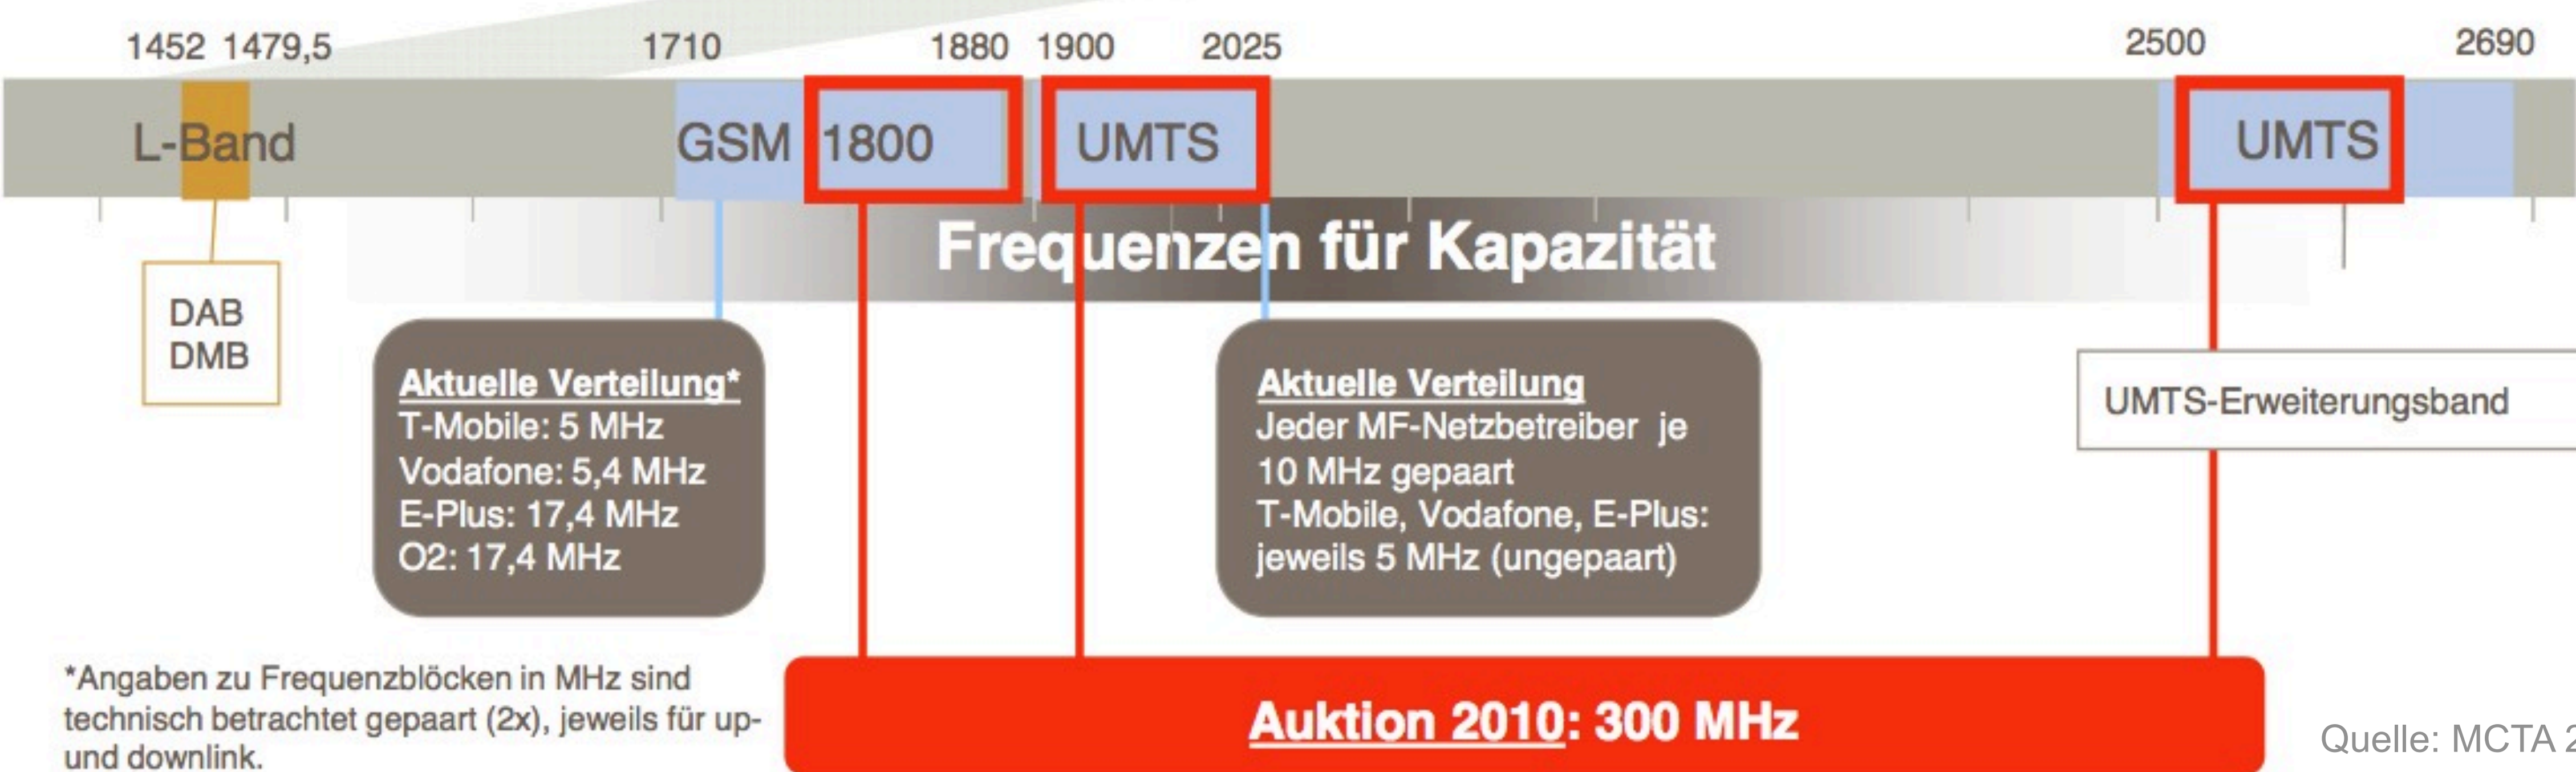 1452 1479,5 1710 1880 1900 2025 2500 2690
L-Band GSM 1800 UMTS UMTS
Frequenzen für Kapazität
DAB
DMB
Aktuelle Verteilung*
T-Mobile: 5 MHz
Vodafone: 5,4 MHz
E-Plus: 17,4 MHz
O2: 17,4 MHz
Aktuelle Verteilung
Jeder MF-Netzbetreiber je
10 MHz gepaart
T-Mobile, Vodafone, E-Plus:
jeweils 5 MHz (ungepaart)
UMTS-Erweiterungsband
*Angaben zu Frequenzblöcken in MHz sind
technisch betrachtet gepaart (2x), jeweils für up-
und downlink.
Auktion 2010: 300 MHz
Quelle: MCTA